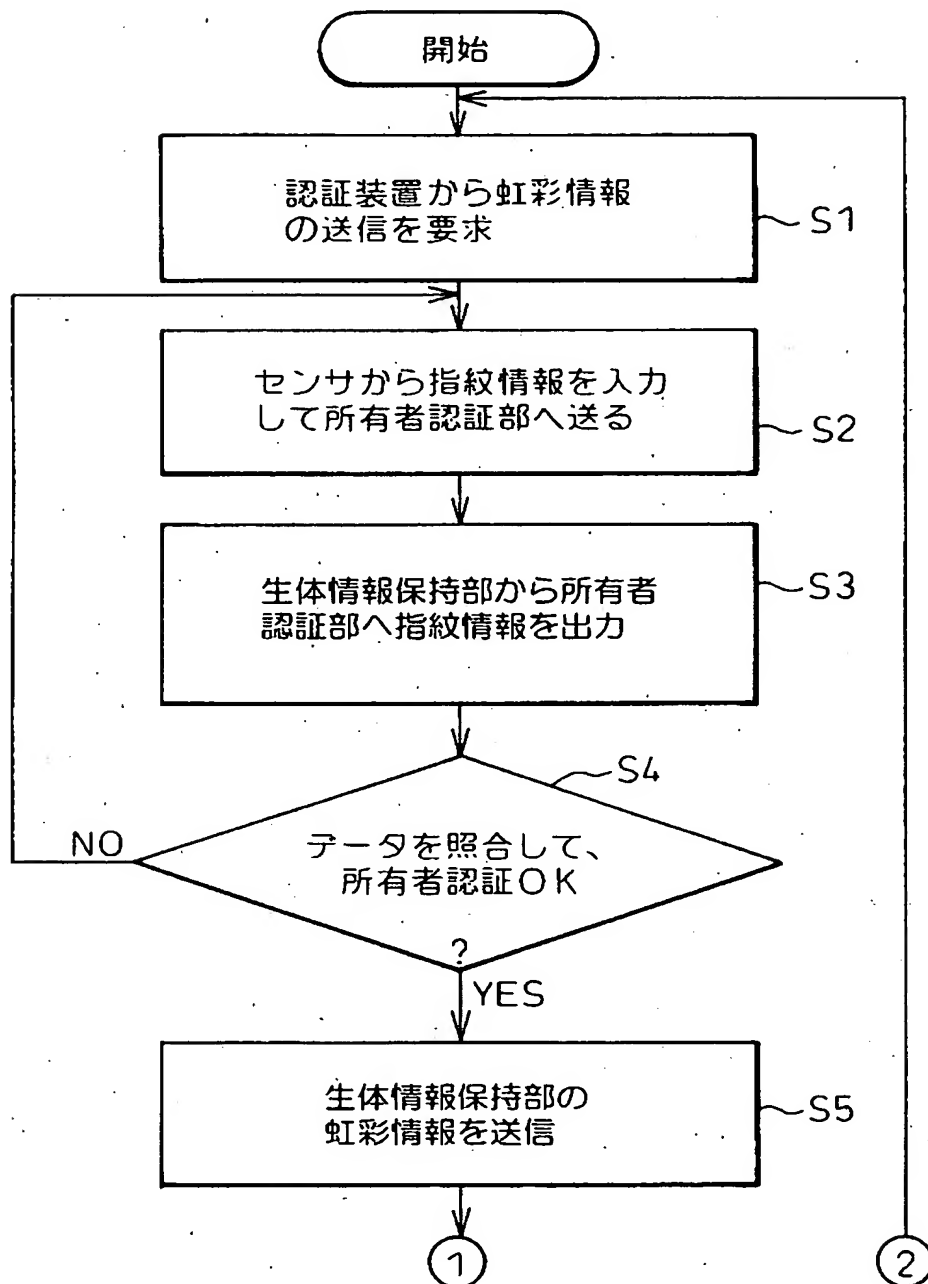 開始
認証装置から虹彩情報
の送信を要求
S1
センサから指紋情報を入力
して所有者認証部へ送る
S2
生体情報保持部から所有者
認証部へ指紋情報を出力
S3
S4
NO
データを照合して、
所有者認証OK
?
YES
生体情報保持部の
虹彩情報を送信
S5
1
2